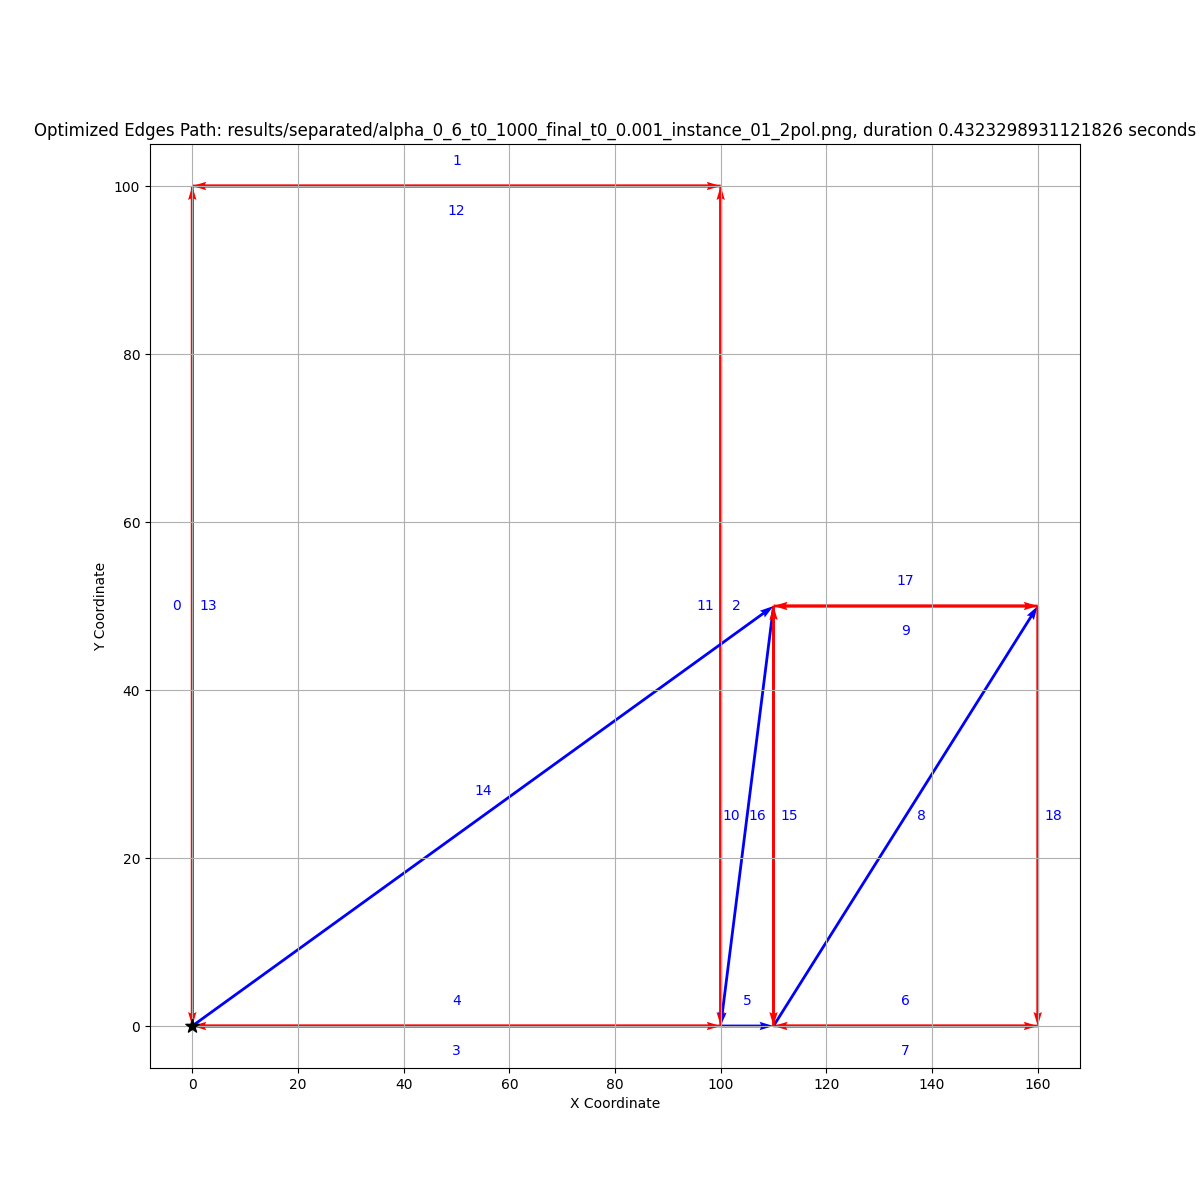 Optimized Edges Path: results/separated/alpha_0_6_t0_1000_final_t0_0.001_instance_01_2pol.png, duration 0.4323298931121826 seconds
1
100
12
80
60
17
Y Coordinate
0 13 11 2
9
40
14
10 16 15 8 18
20
4 5 6
0
3 7
0 20 40 60 80 100 120 140 160
X Coordinate